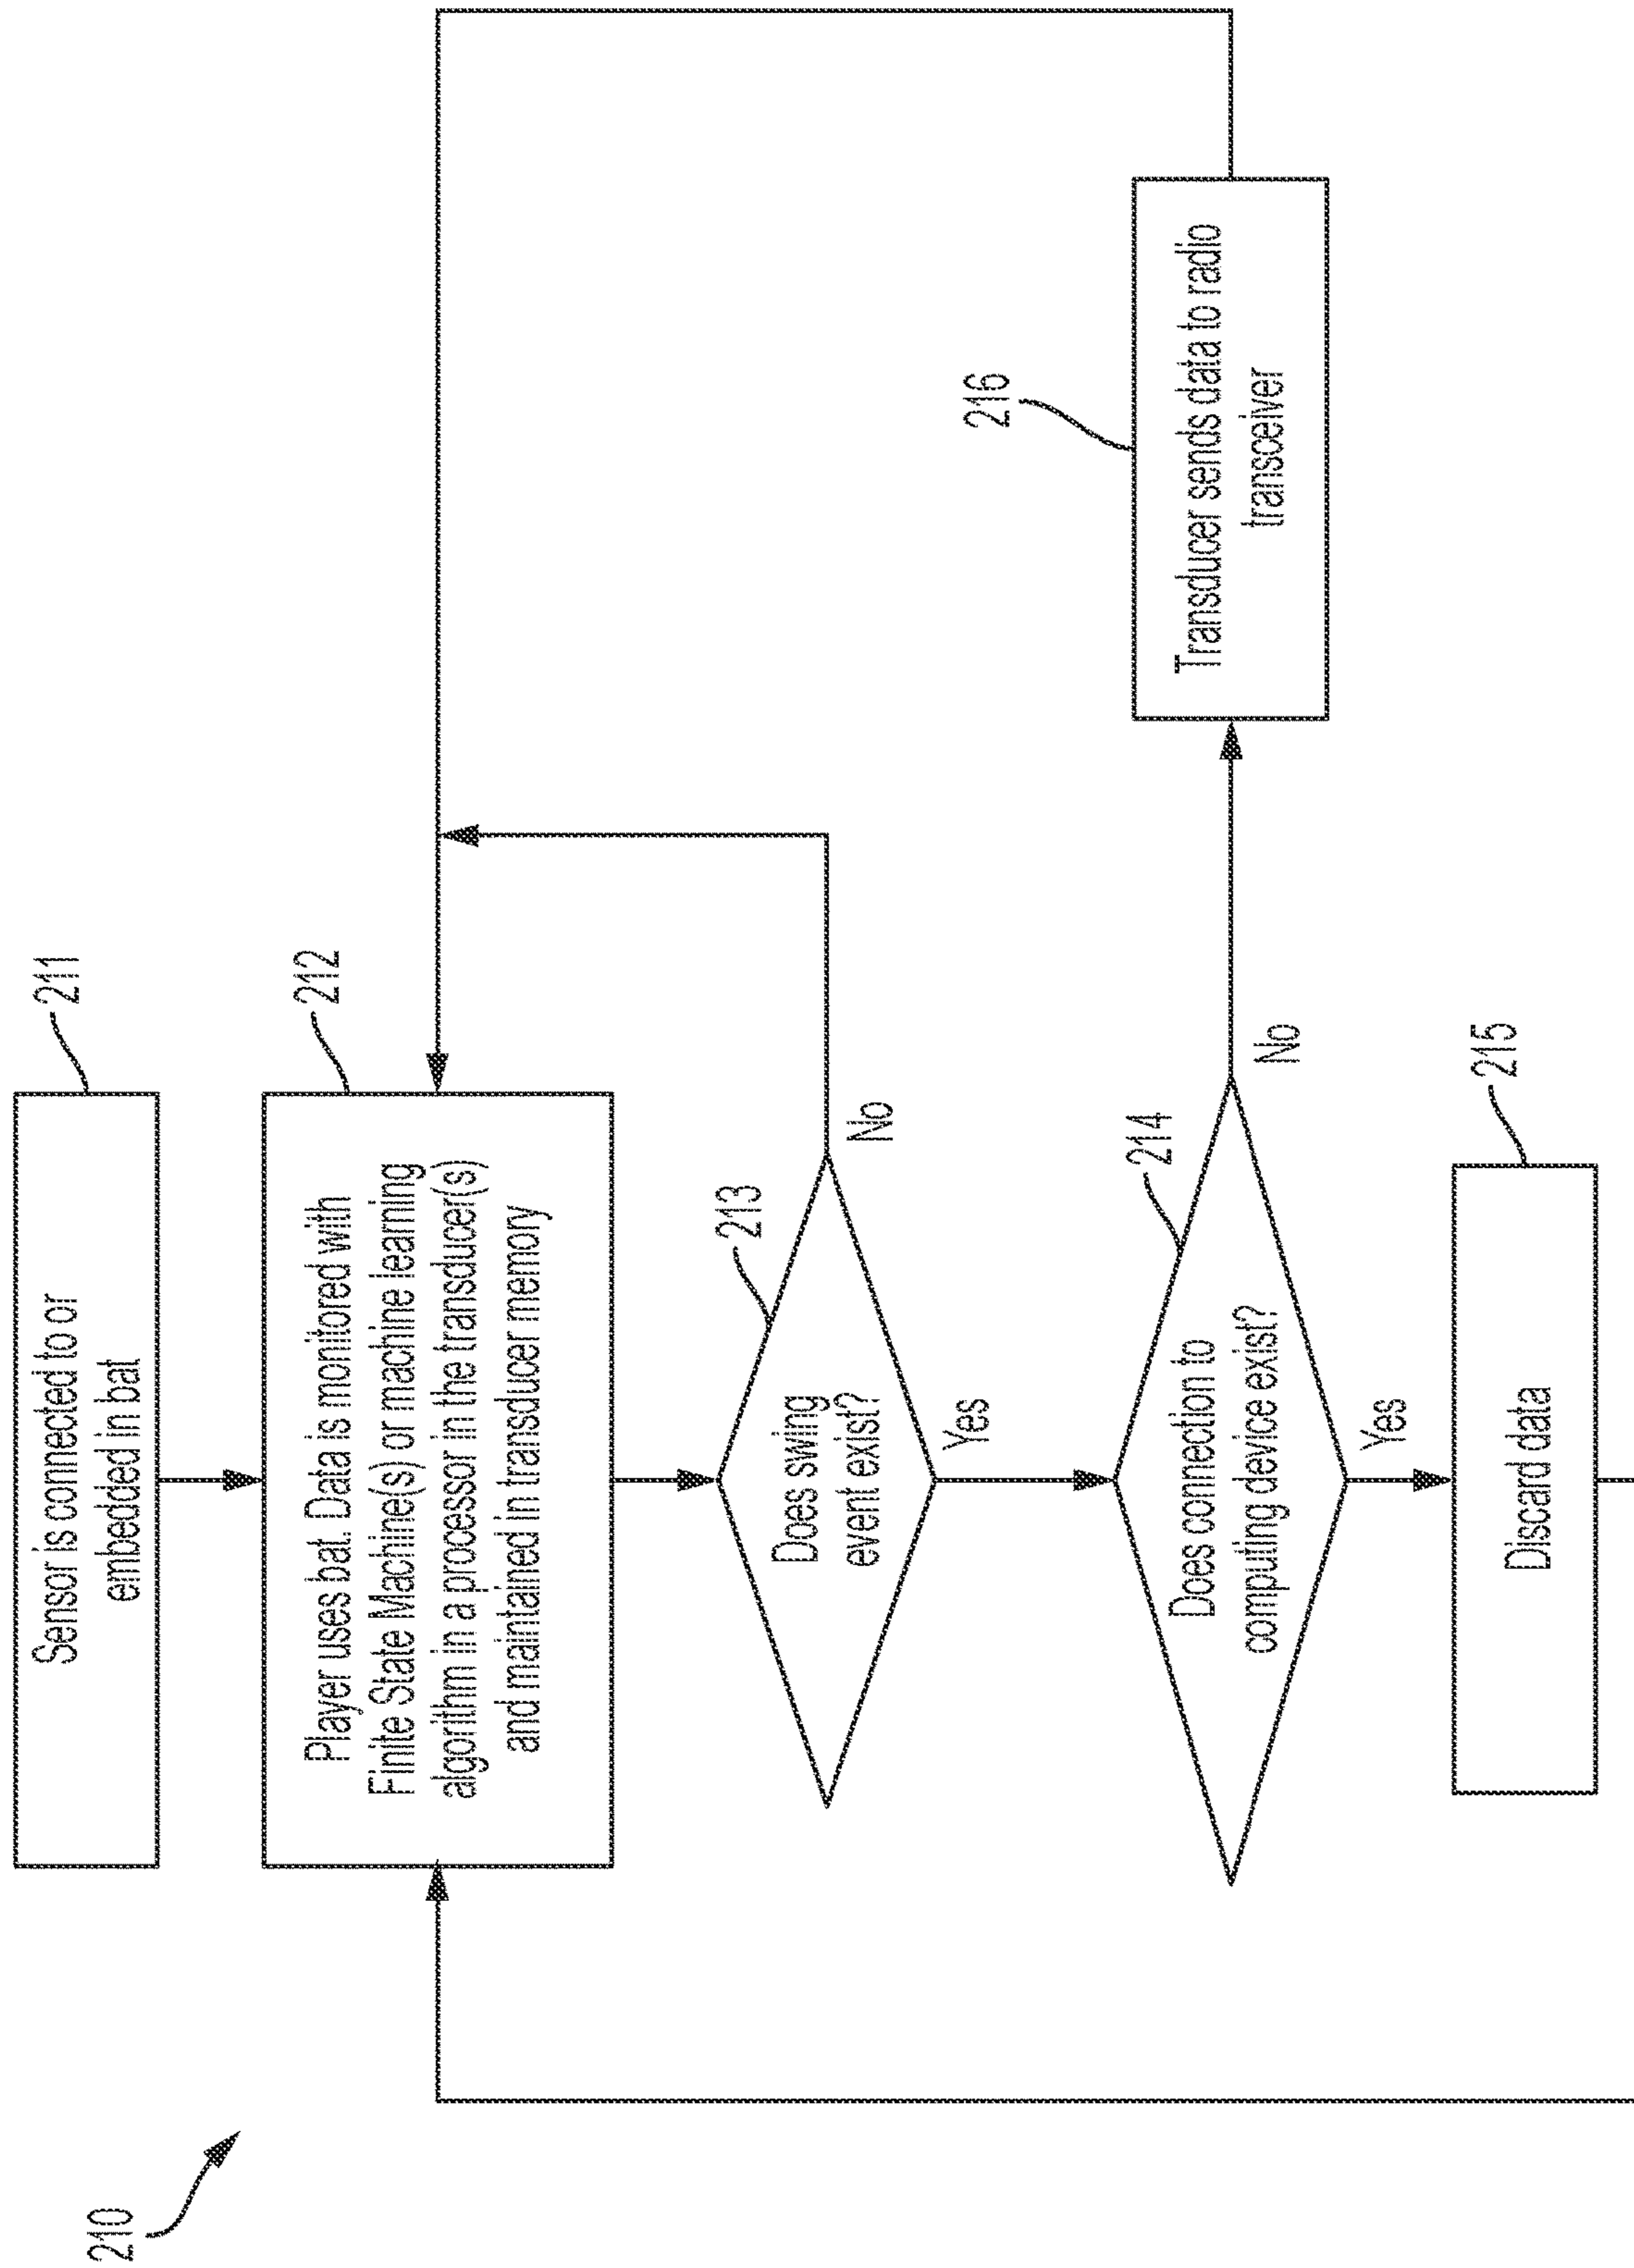 210
211
Sensor is connected to or
embedded in bat
212
Player uses bat. Data is monitored with
Finite State Machine(s) or machine learning
algorithm in a processor in the transducer(s)
and maintained in transducer memory
213
Does swing
event exist?
No
Yes
214
Does connection to
computing device exist?
No
Yes
216
Transducer sends data to radio
transceiver
215
Discard data